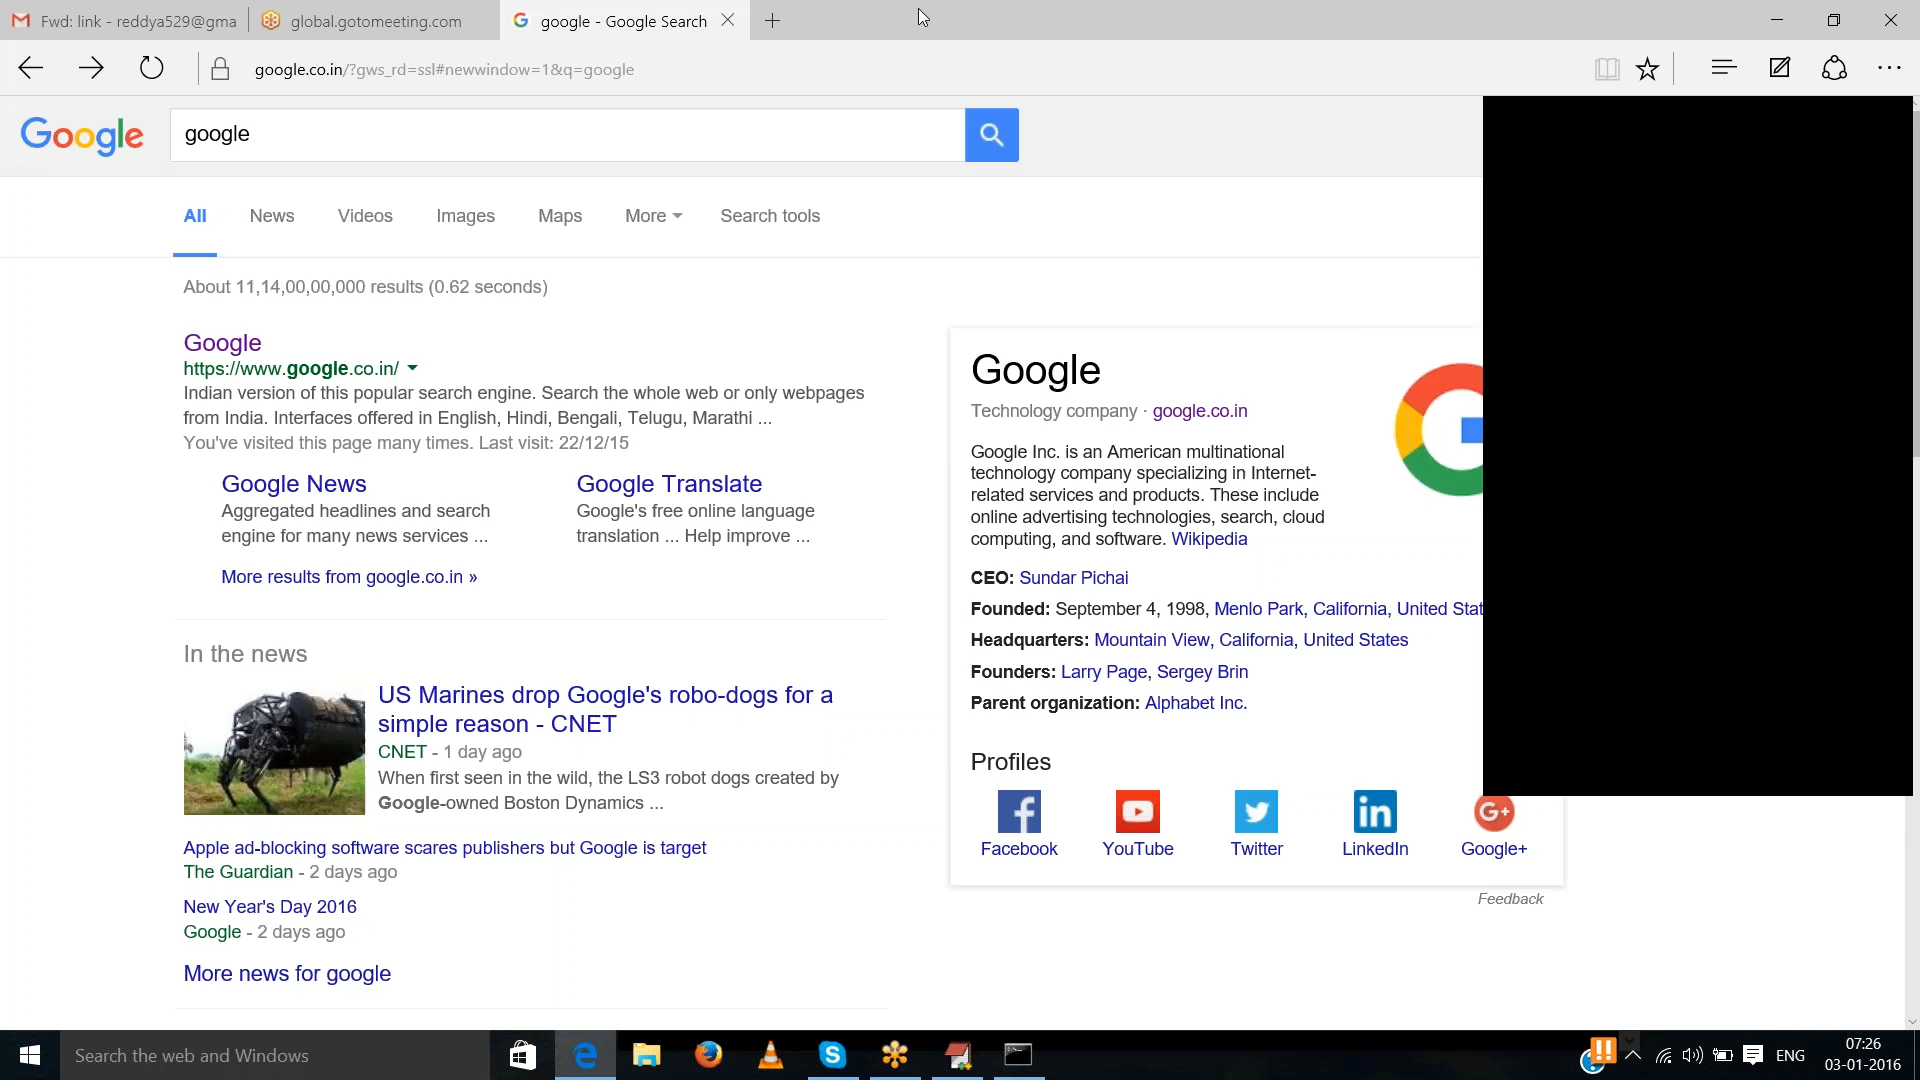 Fwd: link - reddya529@gma
global.gotomeeting.com
google - Google Search
google.co.in/?gws_rd=ssl#newwindow=1&q=google
Google
google
All News Videos Images Maps More Search tools
About 11,14,00,00,000 results (0.62 seconds)
Google
https://www.google.co.in/
Indian version of this popular search engine. Search the whole web or only webpages
from India. Interfaces offered in English, Hindi, Bengali, Telugu, Marathi ...
You've visited this page many times. Last visit: 22/12/15
Google News
Aggregated headlines and search
engine for many news services ...
Google Translate
Google's free online language
translation ... Help improve ...
More results from google.co.in »
In the news
US Marines drop Google's robo-dogs for a
simple reason - CNET
CNET - 1 day ago
When first seen in the wild, the LS3 robot dogs created by
Google-owned Boston Dynamics ...
Apple ad-blocking software scares publishers but Google is target
The Guardian - 2 days ago
New Year's Day 2016
Google - 2 days ago
More news for google
Google
Technology company · google.co.in
Google Inc. is an American multinational
technology company specializing in Internet-
related services and products. These include
online advertising technologies, search, cloud
computing, and software. Wikipedia
CEO: Sundar Pichai
Founded: September 4, 1998, Menlo Park, California, United Stat
Headquarters: Mountain View, California, United States
Founders: Larry Page, Sergey Brin
Parent organization: Alphabet Inc.
Profiles
Facebook YouTube Twitter LinkedIn Google+
Feedback
Search the web and Windows
ENG
07:26
03-01-2016